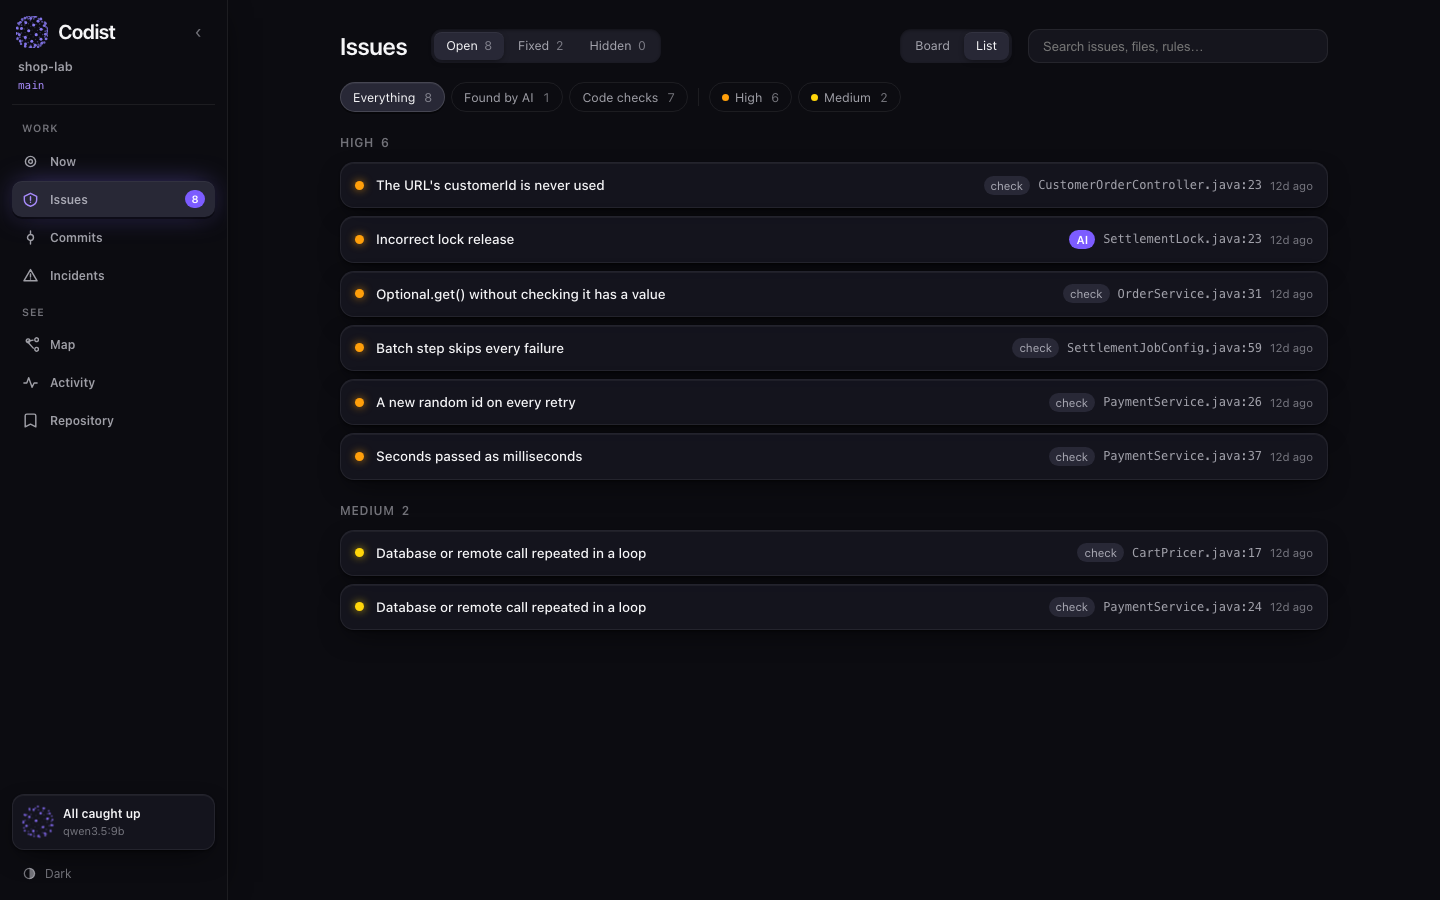 Codist
shop-lab
main
WORK
Now
Issues 8
Commits
Incidents
SEE
Map
Activity
Repository
All caught up
qwen3.5:9b
Dark
Issues Open 8 Fixed 2 Hidden 0 Board List Search issues, files, rules...
Everything 8 Found by AI 1 Code checks 7 High 6 Medium 2
HIGH 6
The URL's customerId is never used check CustomerOrderController.java:23 12d ago
Incorrect lock release AI SettlementLock.java:23 12d ago
Optional.get() without checking it has a value check OrderService.java:31 12d ago
Batch step skips every failure check SettlementJobConfig.java:59 12d ago
A new random id on every retry check PaymentService.java:26 12d ago
Seconds passed as milliseconds check PaymentService.java:37 12d ago
MEDIUM 2
Database or remote call repeated in a loop check CartPricer.java:17 12d ago
Database or remote call repeated in a loop check PaymentService.java:24 12d ago